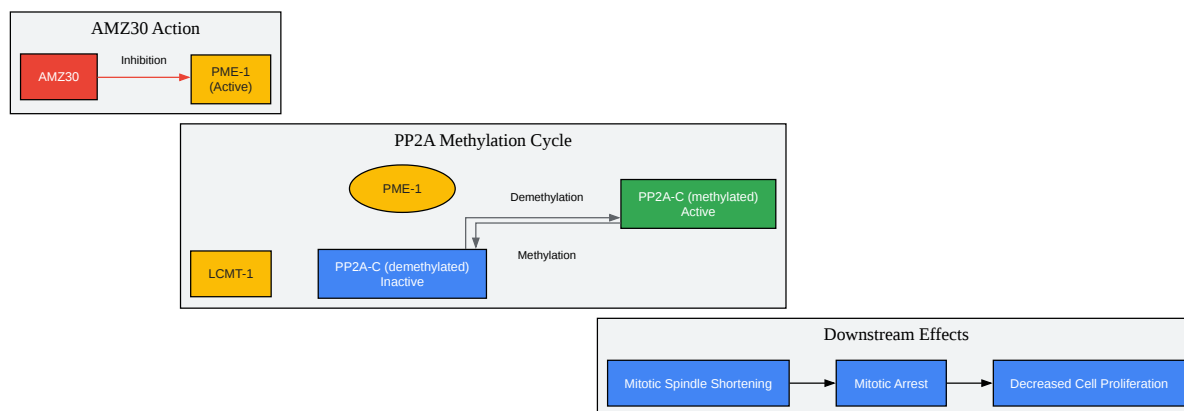 AMZ30 Action
AMZ30
Inhibition
PME-1
(Active)
PP2A Methylation Cycle
PME-1
Demethylation
PP2A-C (methylated)
Active
Methylation
LCMT-1
PP2A-C (demethylated)
Inactive
Downstream Effects
Mitotic Spindle Shortening
Mitotic Arrest
Decreased Cell Proliferation